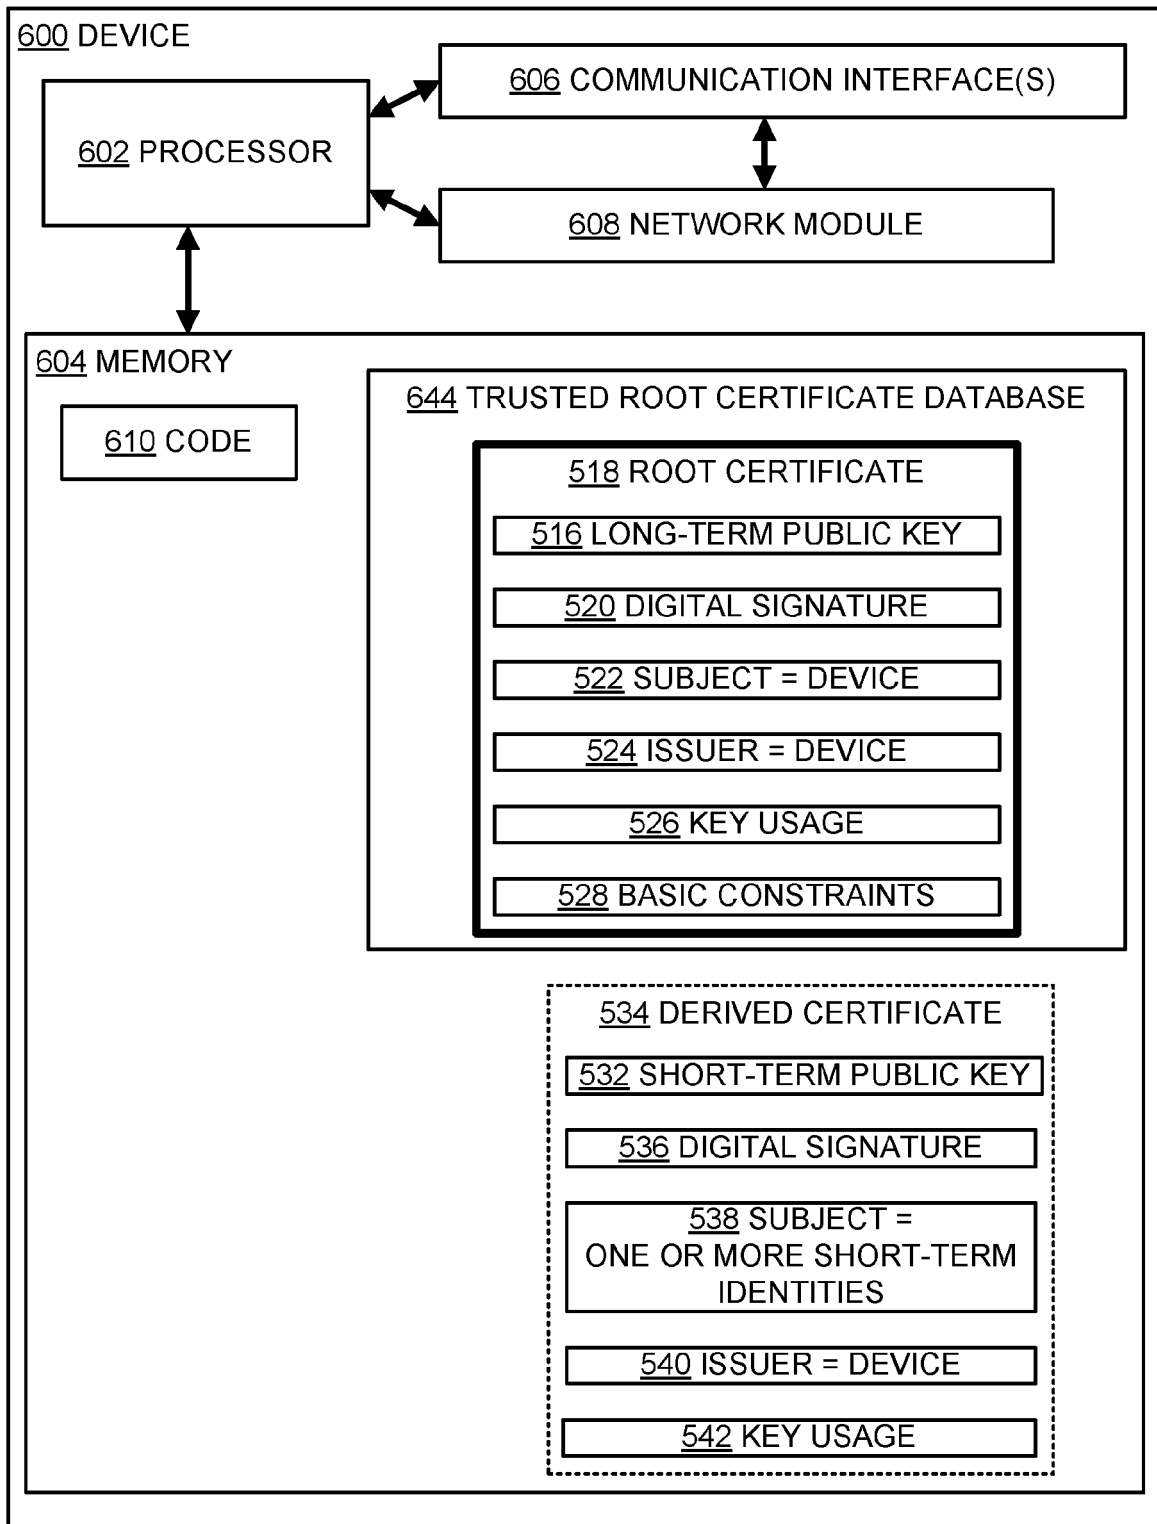 600 DEVICE
606 COMMUNICATION INTERFACE(S)
602 PROCESSOR
608 NETWORK MODULE
604 MEMORY
610 CODE
644 TRUSTED ROOT CERTIFICATE DATABASE
518 ROOT CERTIFICATE
516 LONG-TERM PUBLIC KEY
520 DIGITAL SIGNATURE
522 SUBJECT = DEVICE
524 ISSUER = DEVICE
526 KEY USAGE
528 BASIC CONSTRAINTS
534 DERIVED CERTIFICATE
532 SHORT-TERM PUBLIC KEY
536 DIGITAL SIGNATURE
538 SUBJECT =
ONE OR MORE SHORT-TERM
IDENTITIES
540 ISSUER = DEVICE
542 KEY USAGE